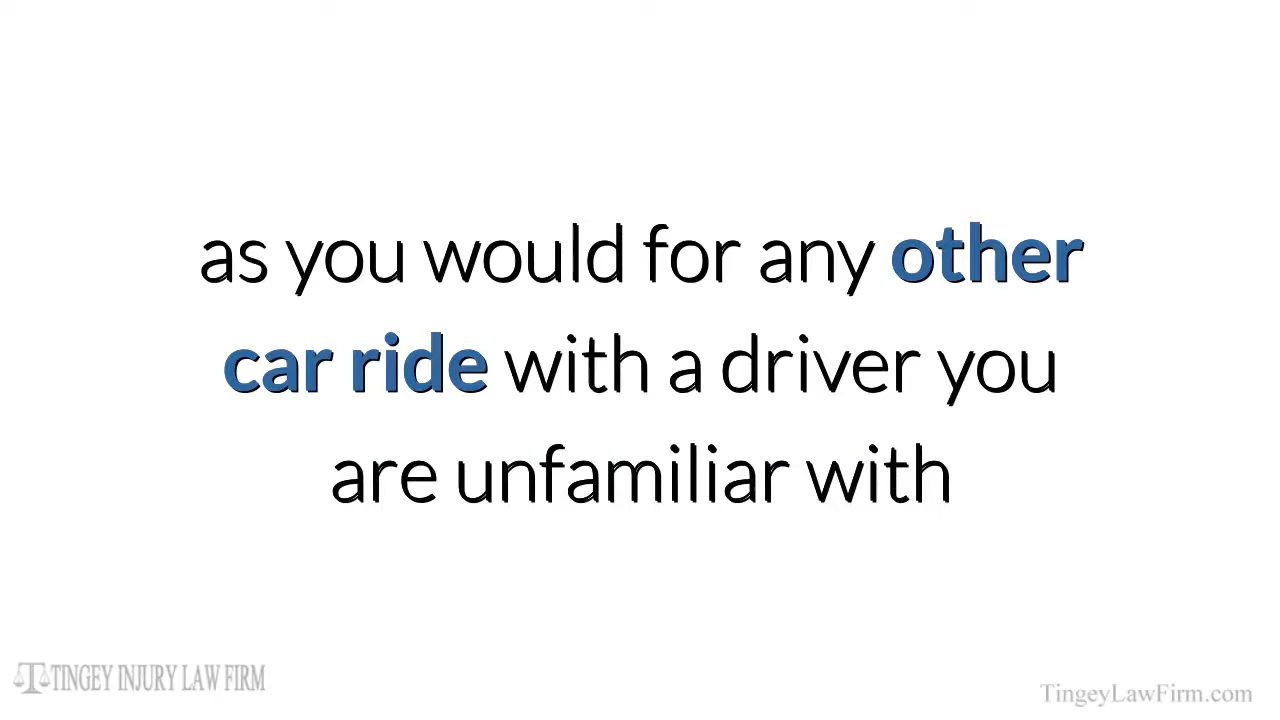 as you would for any other
car ride with a driver you
are unfamiliar with
TINGEY INJURY LAW FIRM
TingeyLawFirm.com